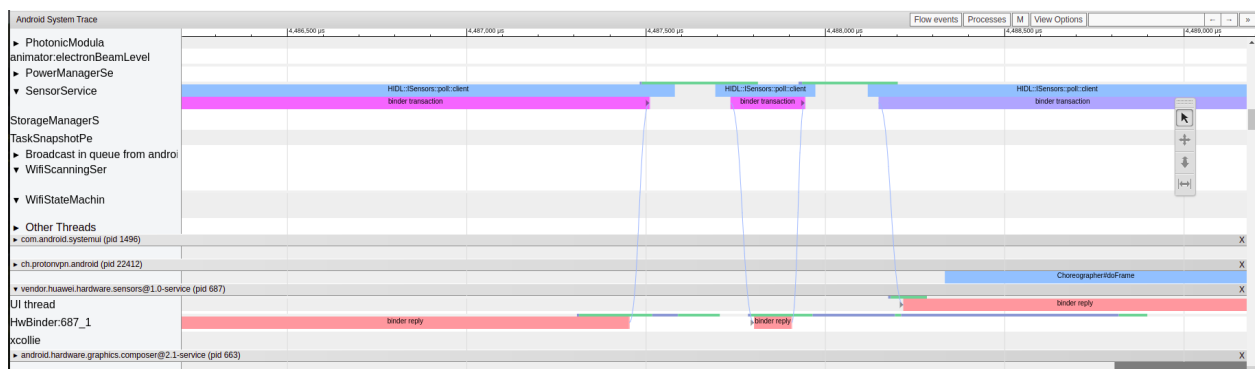 Android System Trace
Flow events Processes M View Options ← → »
4,486,500 µs 4,487,000 µs 4,487,500 µs 4,488,000 µs 4,488,500 µs 4,489,000 µs
► PhotonicModula
animator:electronBeamLevel
► PowerManagerSe
▼ SensorService
HIDL::ISensors::poll::client HIDL::ISensors::poll::client HIDL::ISensors::poll::client
binder transaction binder transaction binder transaction
StorageManagerS
TaskSnapshotPe
► Broadcast in queue from androi
▼ WifiScanningSer
▼ WifiStateMachin
► Other Threads
► com.android.systemui (pid 1496) X
► ch.protonvpn.android (pid 22412) X
Choreographer#doFrame
▼ vendor.huawei.hardware.sensors@1.0-service (pid 687) X
UI thread binder reply
HwBinder:687_1 binder reply binder reply
xcollie
► android.hardware.graphics.composer@2.1-service (pid 663) X